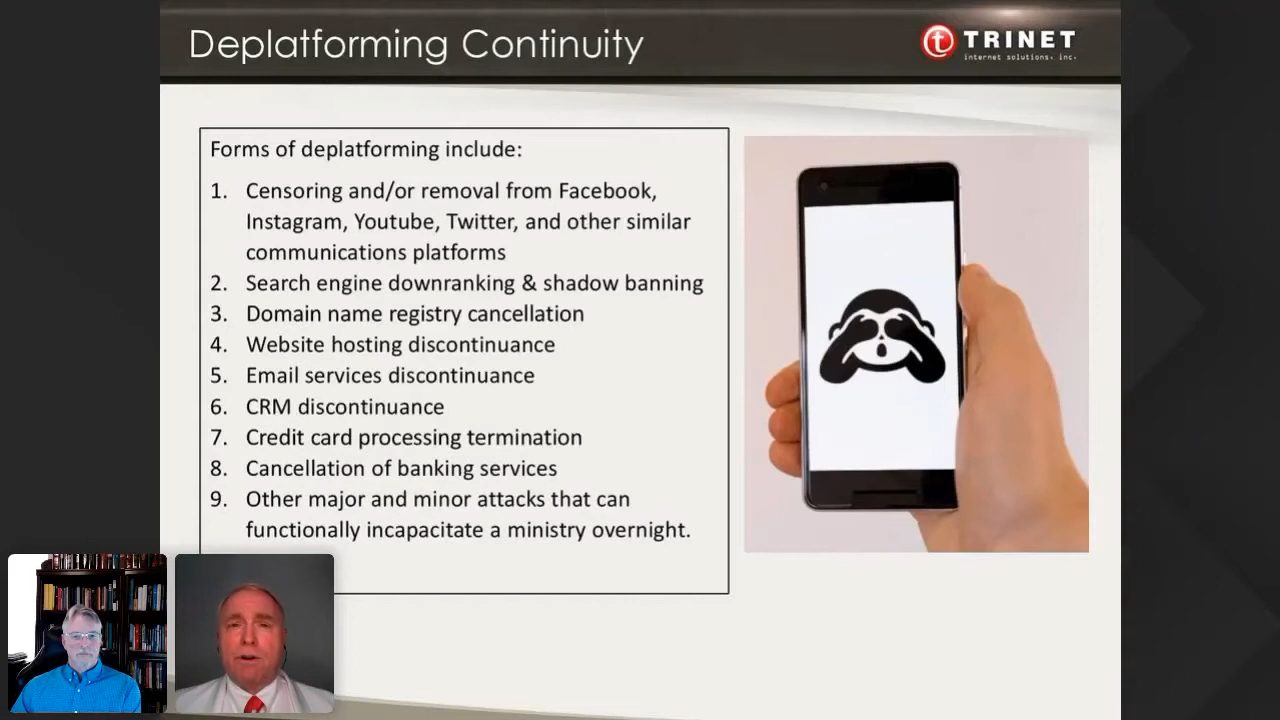 Deplatforming Continuity
t TRINET
internet solutions, inc.
Forms of deplatforming include:
1. Censoring and/or removal from Facebook,
Instagram, Youtube, Twitter, and other similar
communications platforms
2. Search engine downranking & shadow banning
3. Domain name registry cancellation
4. Website hosting discontinuance
5. Email services discontinuance
6. CRM discontinuance
7. Credit card processing termination
8. Cancellation of banking services
9. Other major and minor attacks that can
functionally incapacitate a ministry overnight.